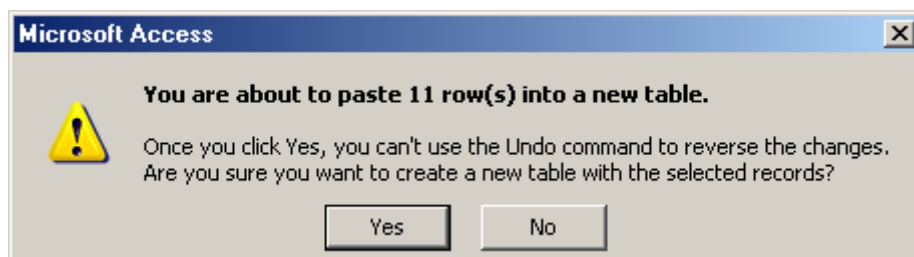 Microsoft Access
You are about to paste 11 row(s) into a new table.
Once you click Yes, you can't use the Undo command to reverse the changes.
Are you sure you want to create a new table with the selected records?
Yes No